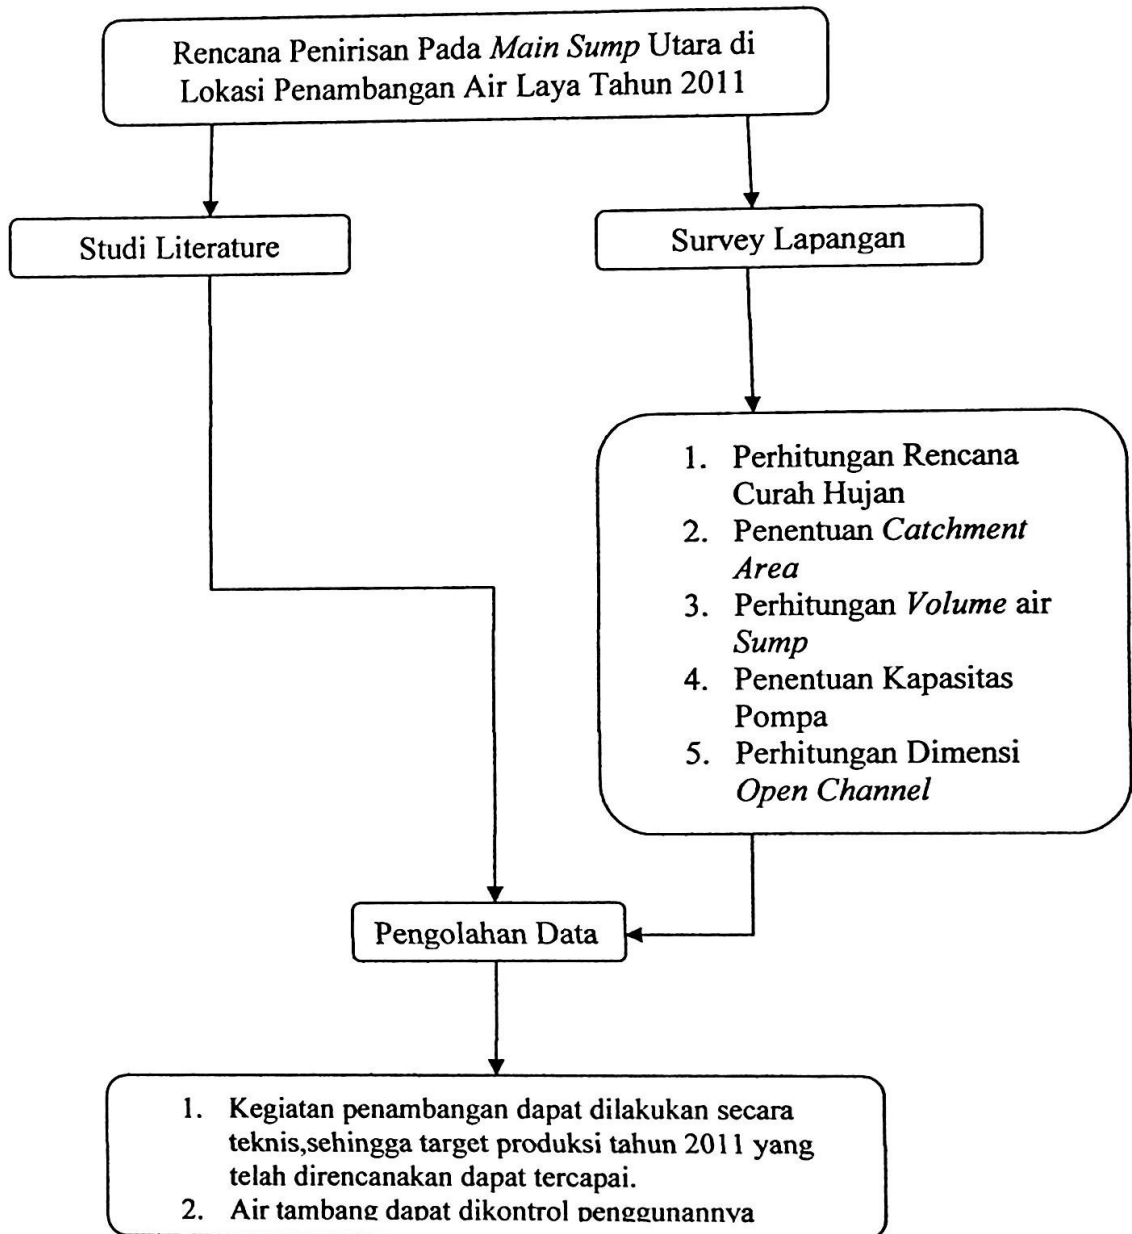 Rencana Penirisan Pada Main Sump Utara di
Lokasi Penambangan Air Laya Tahun 2011
Studi Literature
Survey Lapangan
1. Perhitungan Rencana
Curah Hujan
2. Penentuan Catchment
Area
3. Perhitungan Volume air
Sump
4. Penentuan Kapasitas
Pompa
5. Perhitungan Dimensi
Open Channel
Pengolahan Data
1. Kegiatan penambangan dapat dilakukan secara
teknis,sehingga target produksi tahun 2011 yang
telah direncanakan dapat tercapai.
2. Air tambang dapat dikontrol penggunannya